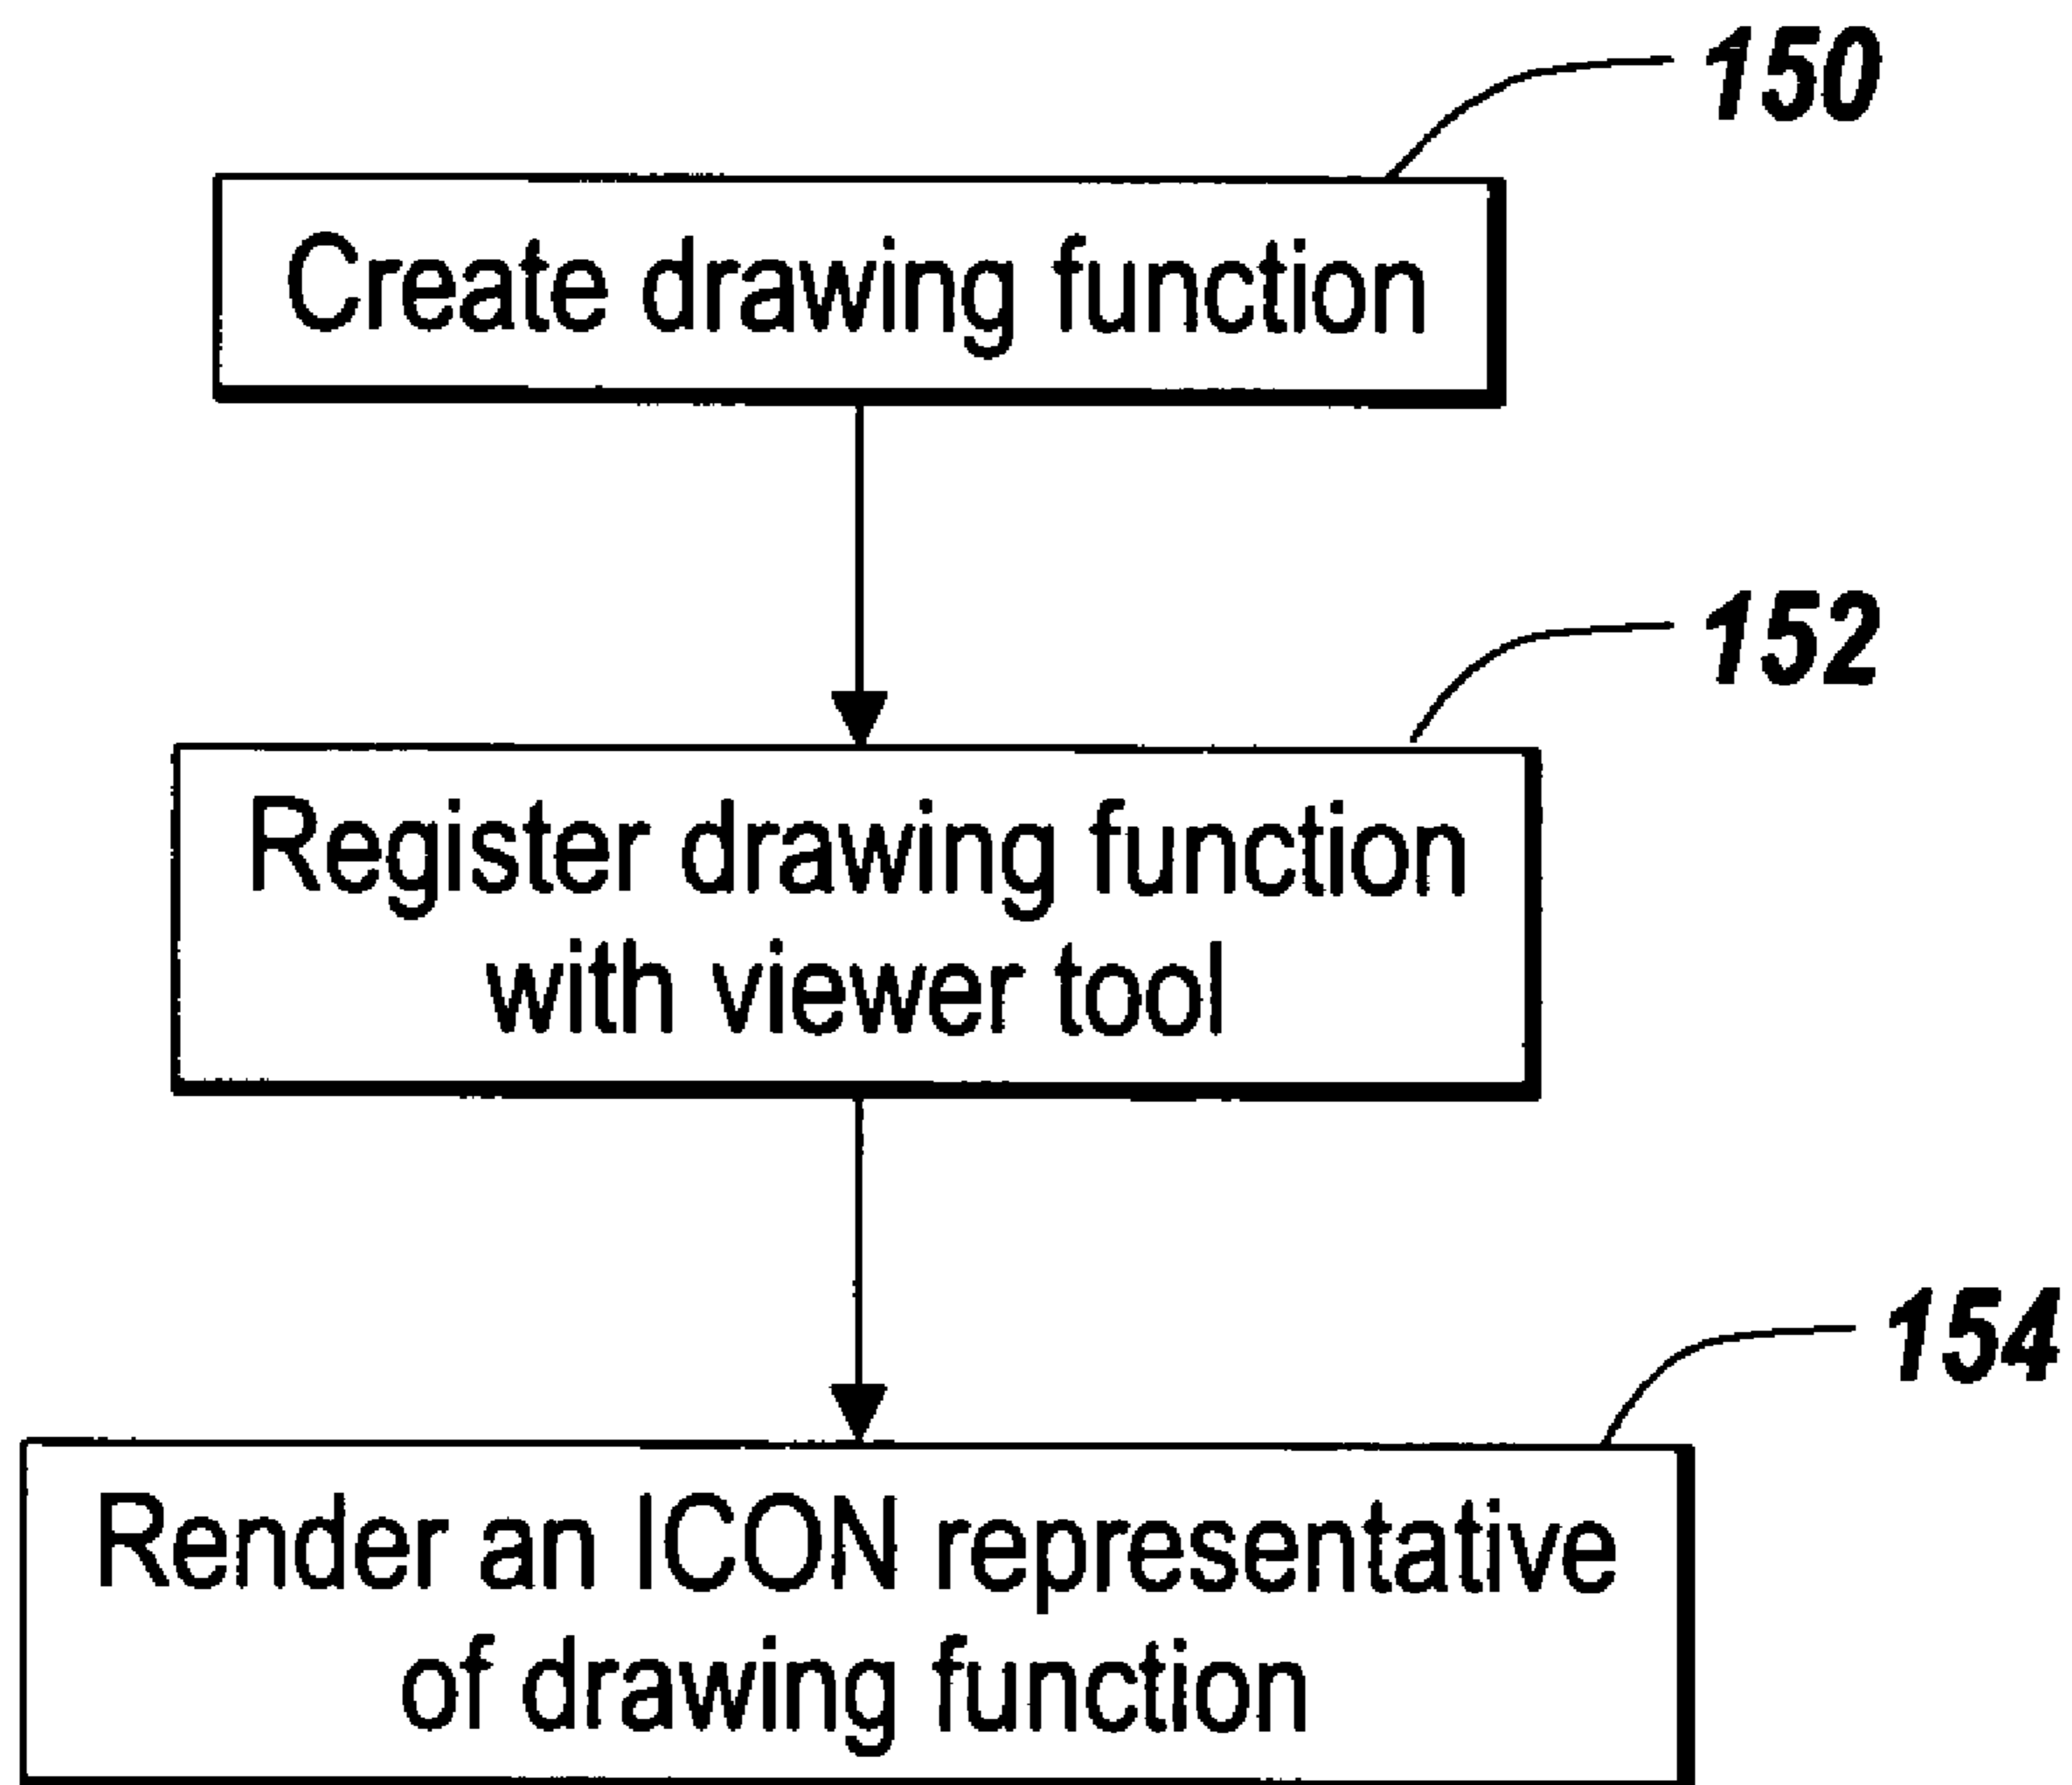 150
Create drawing function
152
Register drawing function
with viewer tool
154
Render an ICON representative
of drawing function